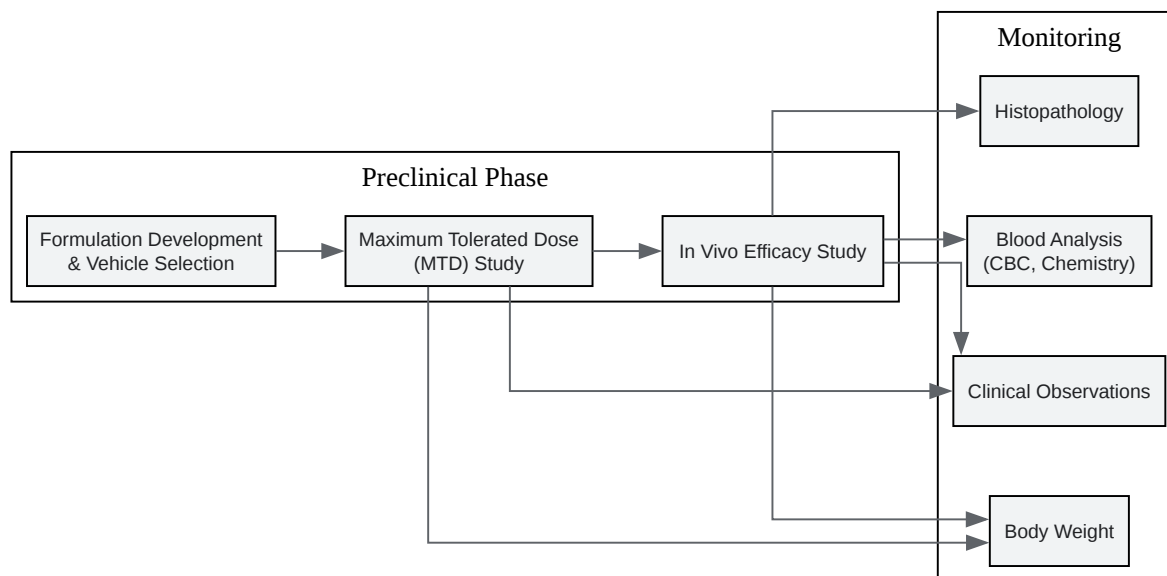 Monitoring
Histopathology
Preclinical Phase
Formulation Development
& Vehicle Selection
Maximum Tolerated Dose
(MTD) Study
In Vivo Efficacy Study
Blood Analysis
(CBC, Chemistry)
Clinical Observations
Body Weight